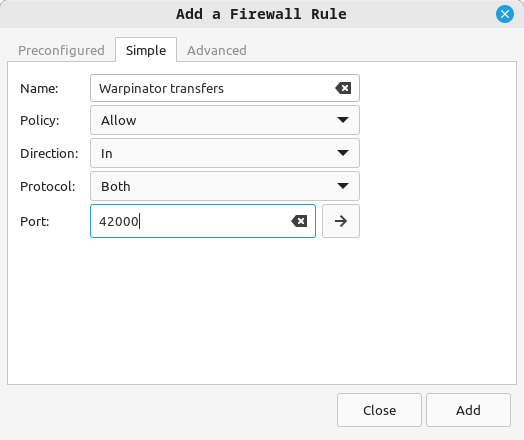 Add a Firewall Rule
Preconfigured Simple Advanced
Name: Warpinator transfers
Policy: Allow
Direction: In
Protocol: Both
Port: 42000
Close Add